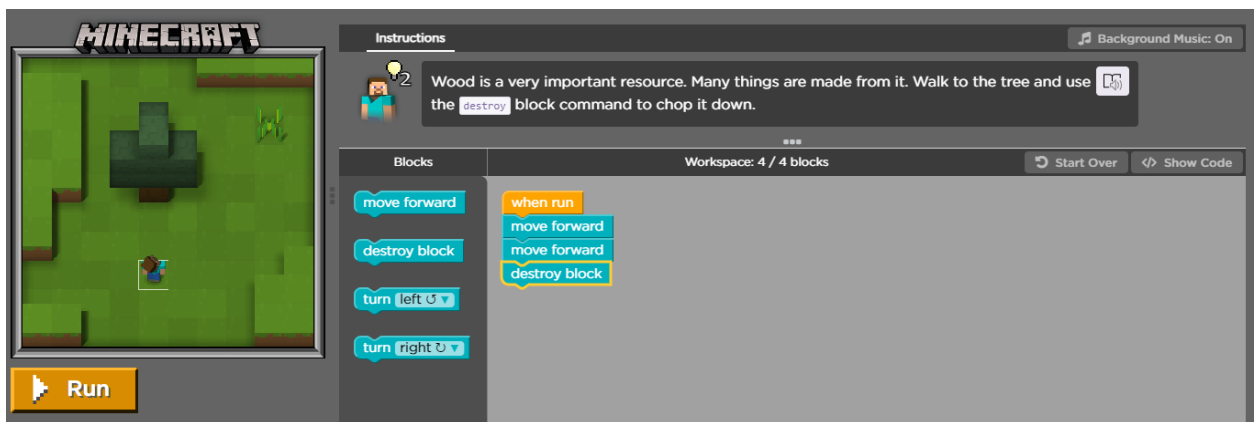 MINECRAFT
Instructions
Background Music: On
2
Wood is a very important resource. Many things are made from it. Walk to the tree and use
the destroy block command to chop it down.
Blocks
Workspace: 4 / 4 blocks
Start Over
</> Show Code
move forward
destroy block
turn left ↺ ▼
turn right ↻ ▼
when run
move forward
move forward
destroy block
Run